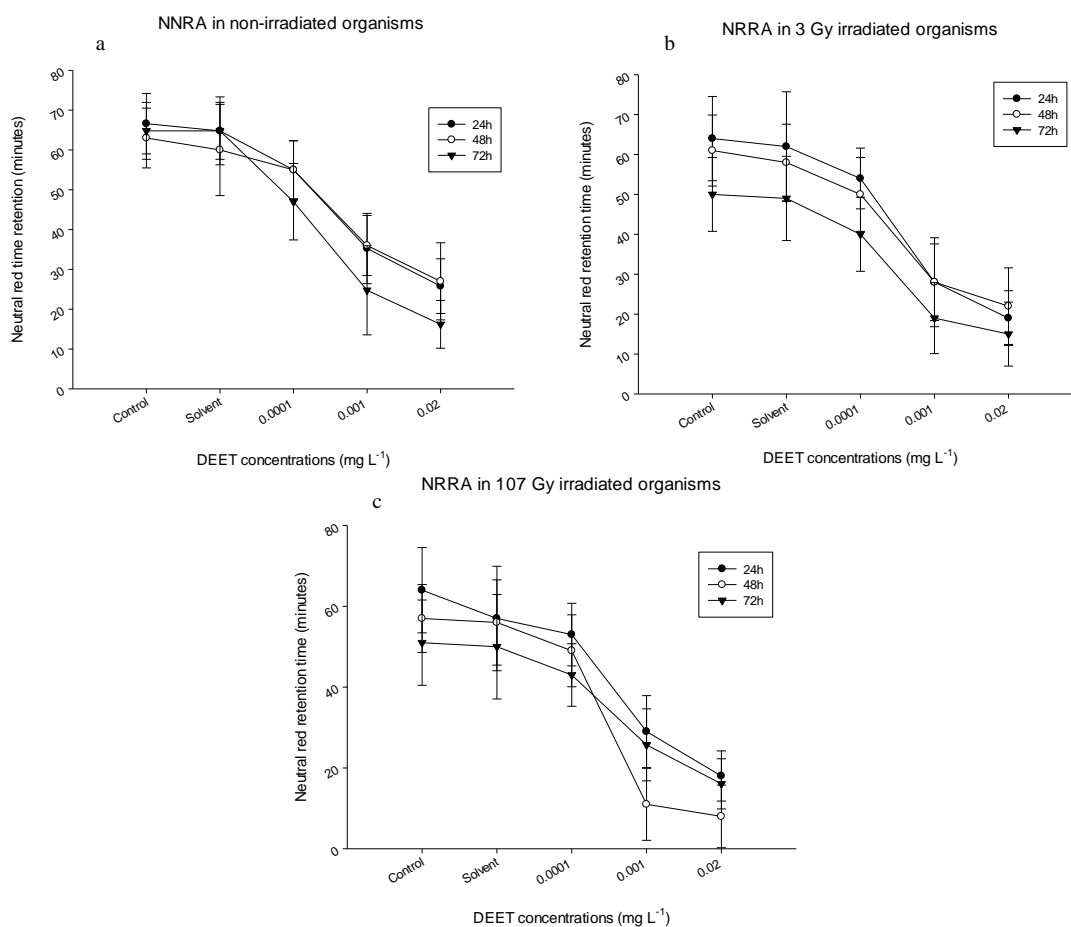 NNRA in non-irradiated organisms
a
80
70
60
50
40
30
20
10
0
Neutral red time retention (minutes)
24h
48h
72h
Control
Solvent
0.0001
0.001
0.02
DEET concentrations (mg L⁻¹)
NRRA in 3 Gy irradiated organisms
b
80
70
60
50
40
30
20
10
0
Neutral red retention time (minutes)
24h
48h
72h
Control
Solvent
0.0001
0.001
0.02
DEET concentrations (mg L⁻¹)
NRRA in 107 Gy irradiated organisms
c
80
60
40
20
0
Neutral red retention time (minutes)
24h
48h
72h
Control
Solvent
0.0001
0.001
0.02
DEET concentrations (mg L⁻¹)